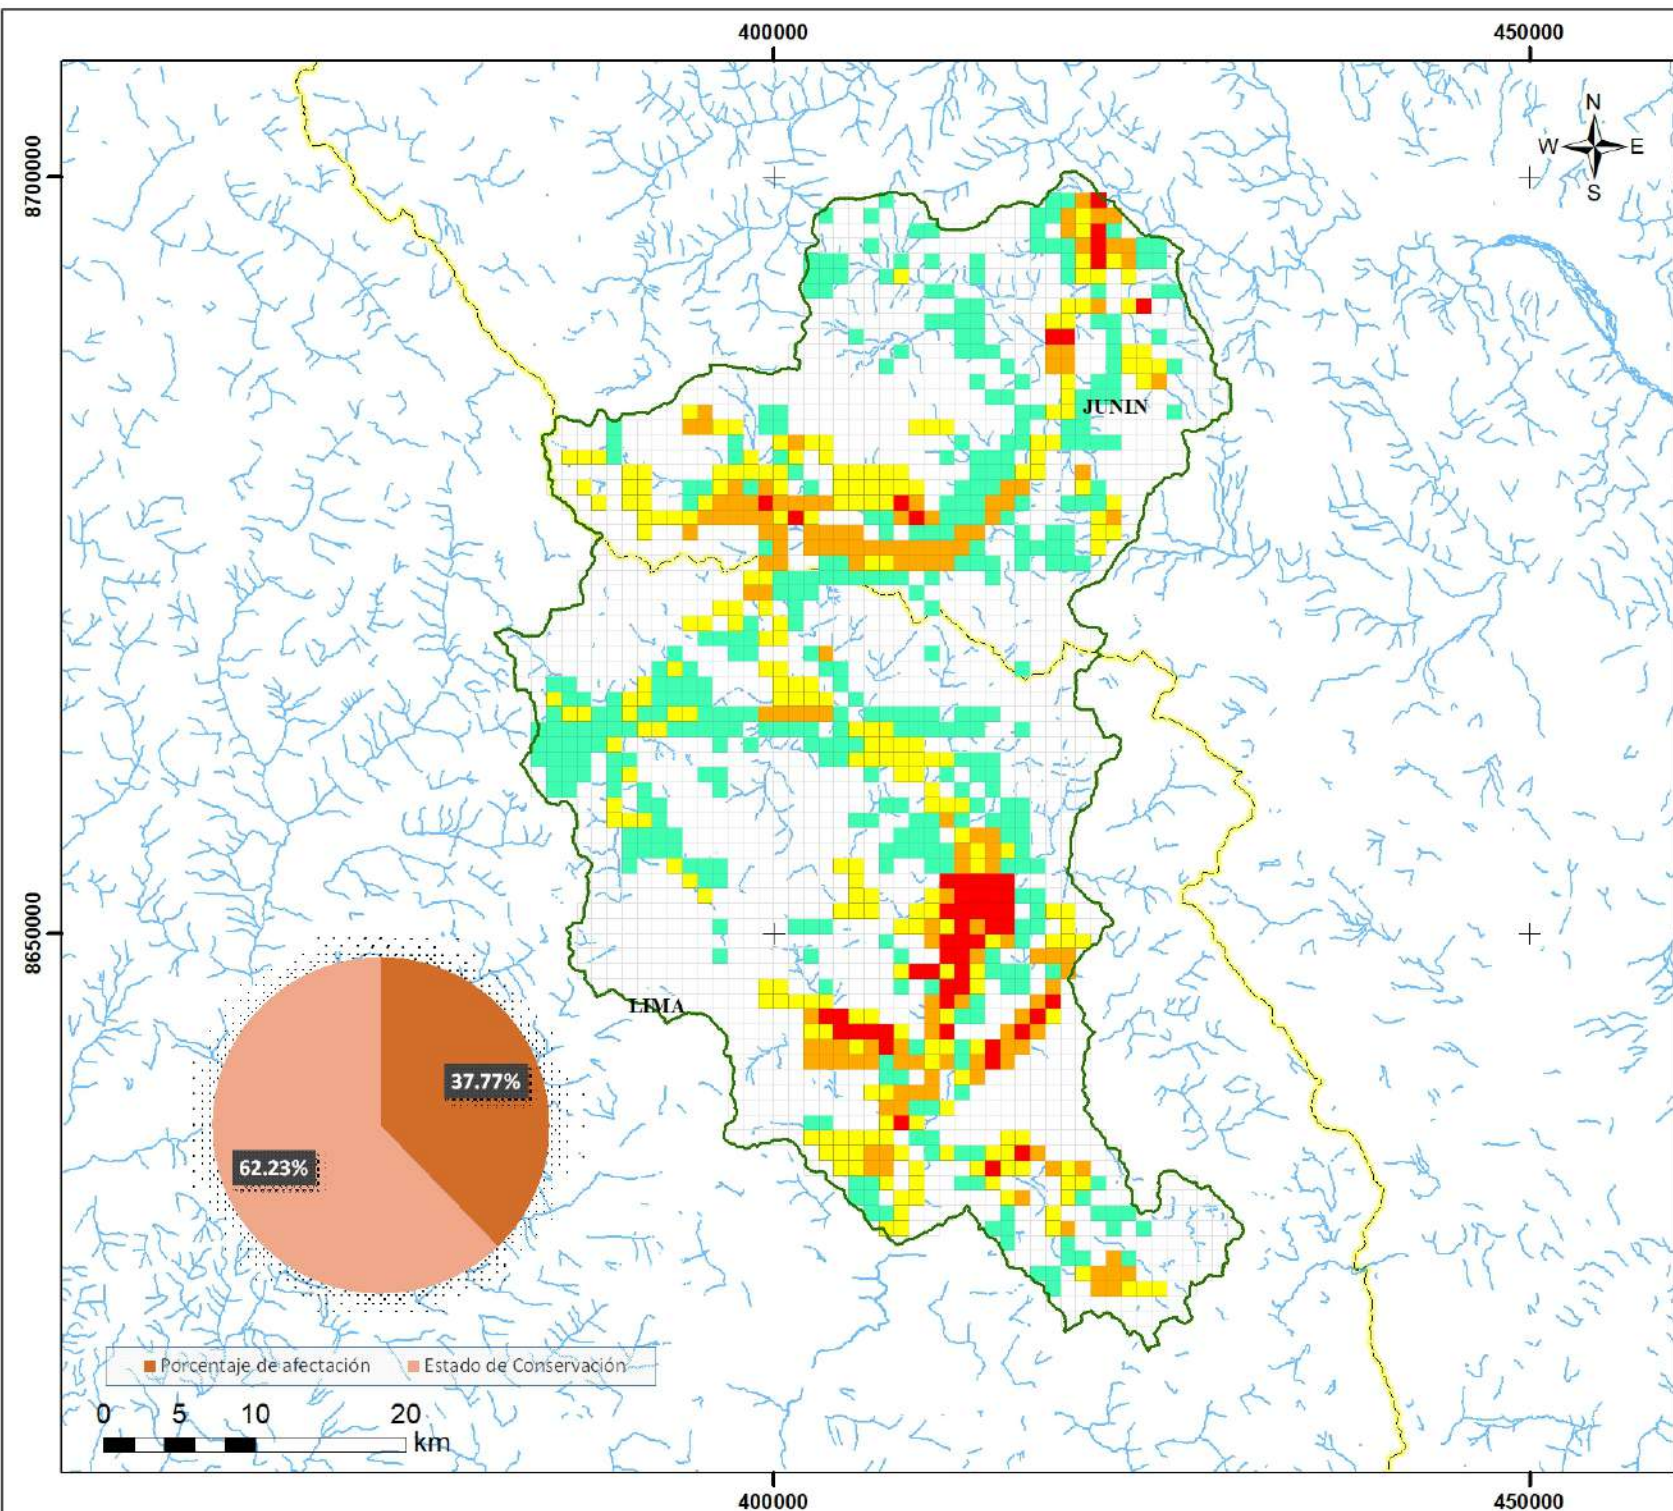 400000 450000
N
W E
S
8700000
JUNIN
8650000
LIMA
37.77%
62.23%
Porcentaje de afectación Estado de Conservación
0 5 10 20
km
400000 450000